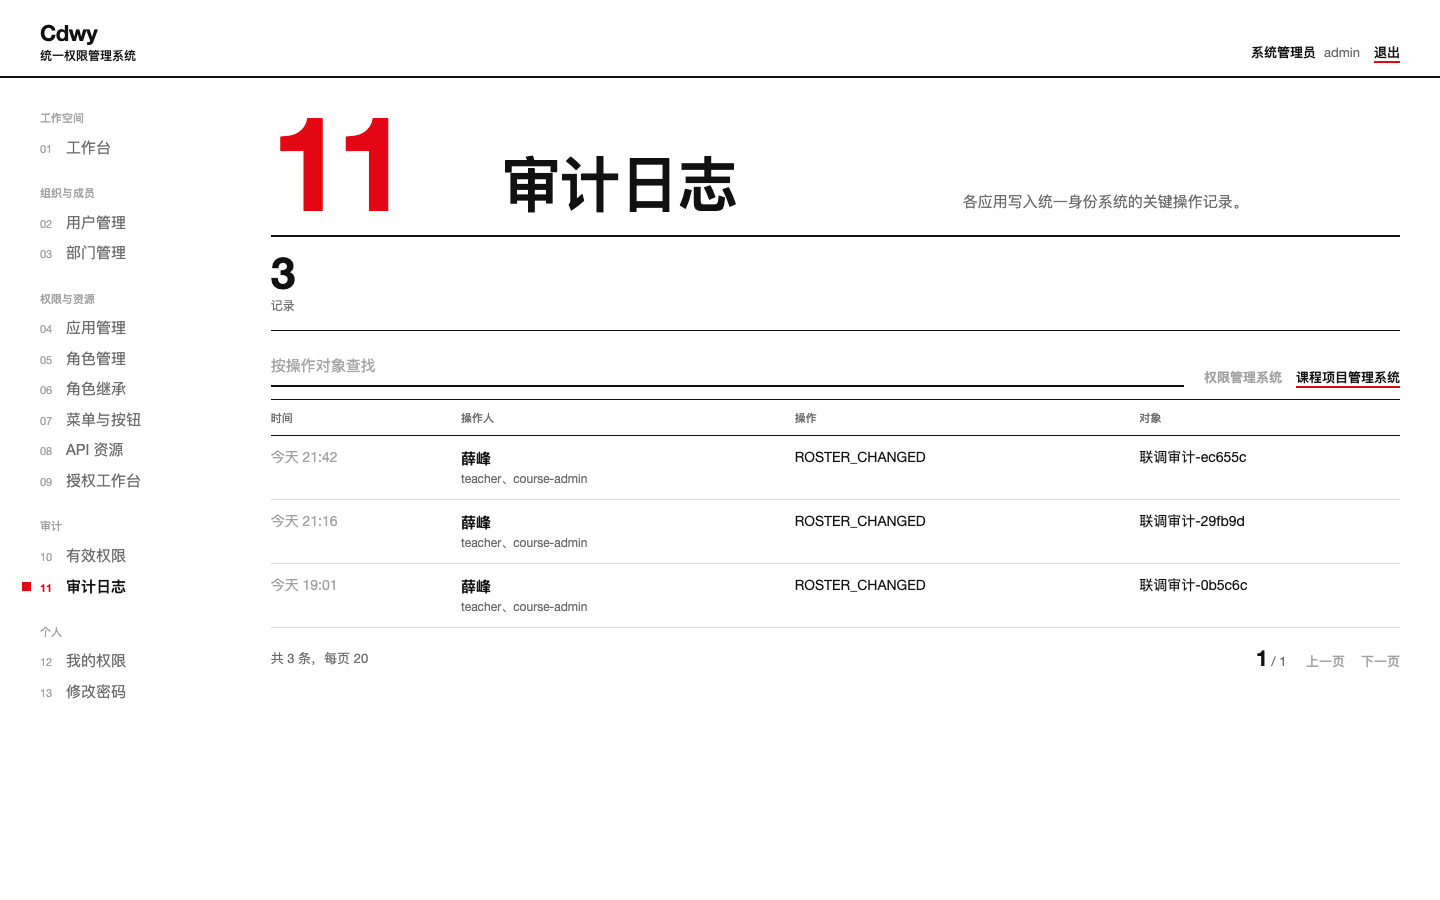 Cdwy
统一权限管理系统
系统管理员 admin 退出
工作空间
01 工作台
组织与成员
02 用户管理
03 部门管理
权限与资源
04 应用管理
05 角色管理
06 角色继承
07 菜单与按钮
08 API 资源
09 授权工作台
审计
10 有效权限
11 审计日志
个人
12 我的权限
13 修改密码
11 审计日志 各应用写入统一身份系统的关键操作记录。
3
记录
按操作对象查找 权限管理系统 课程项目管理系统
时间 操作人 操作 对象
今天 21:42 薛峰 ROSTER_CHANGED 联调审计-ec655c
teacher、course-admin
今天 21:16 薛峰 ROSTER_CHANGED 联调审计-29fb9d
teacher、course-admin
今天 19:01 薛峰 ROSTER_CHANGED 联调审计-0b5c6c
teacher、course-admin
共 3 条，每页 20 1 / 1 上一页 下一页